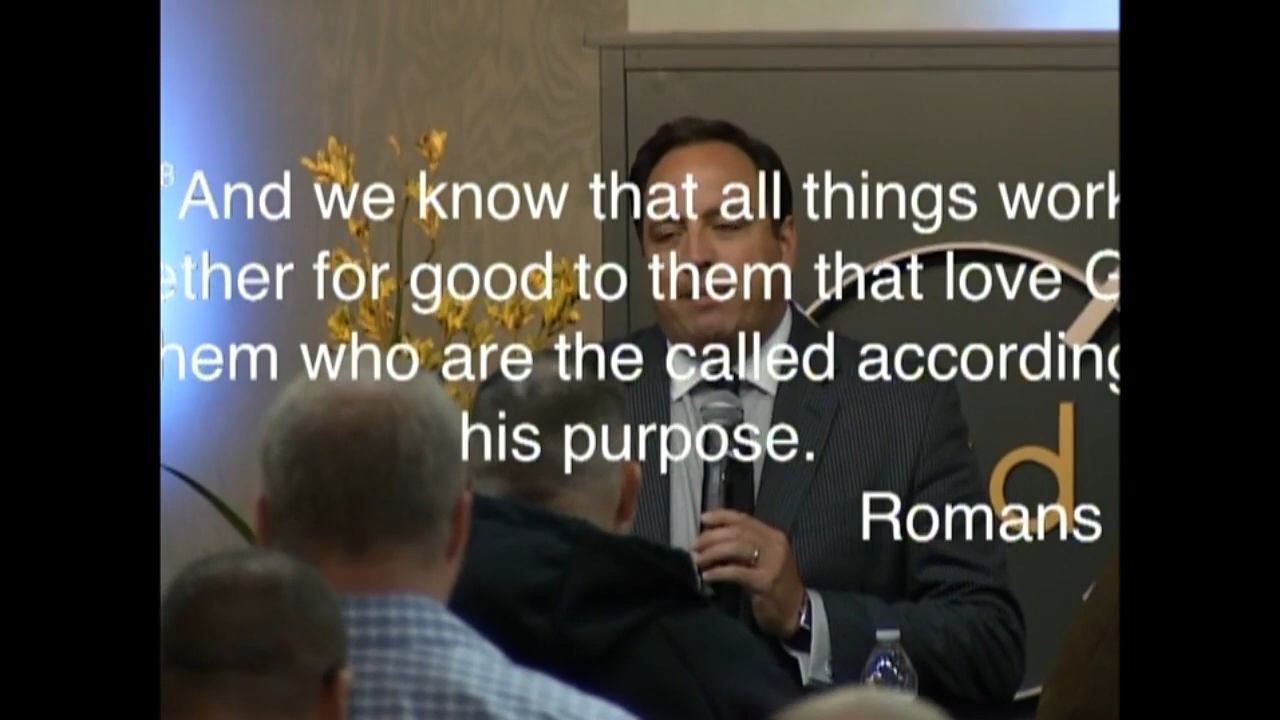 8And we know that all things work
ether for good to them that love G
hem who are the called according
his purpose.
Romans
d